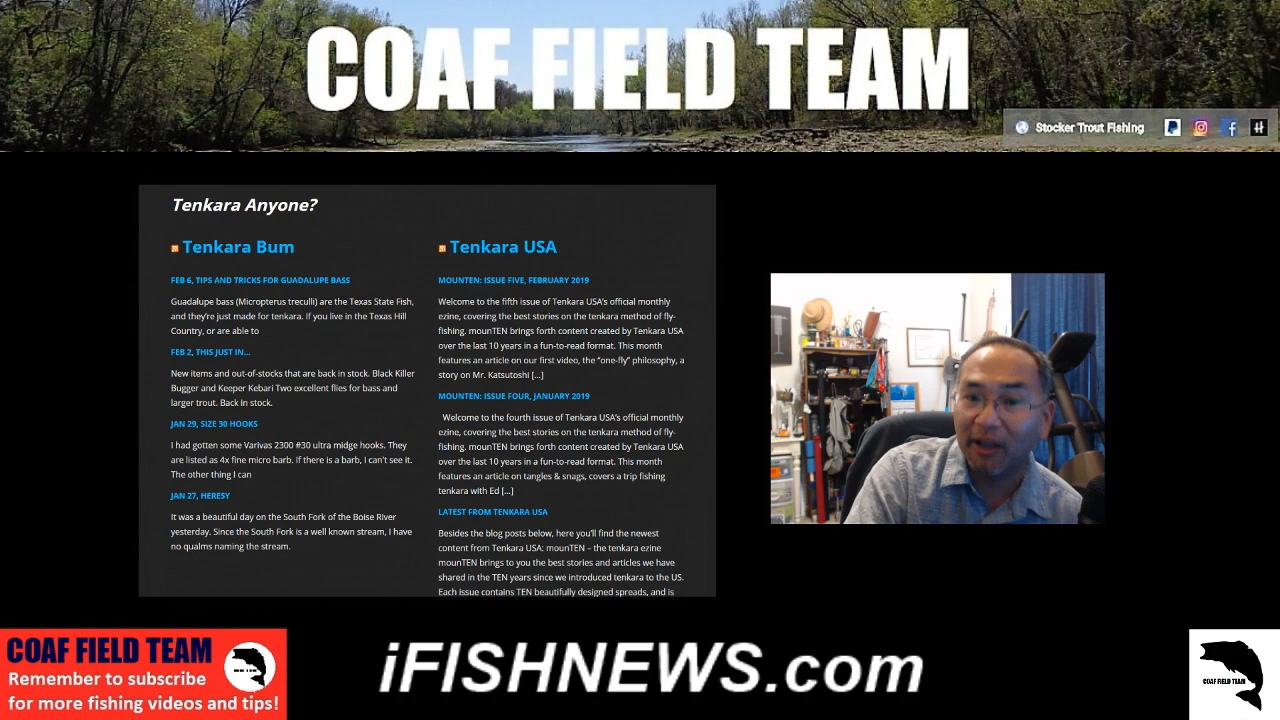 COAF FIELD TEAM
Stocker Trout Fishing
Tenkara Anyone?
Tenkara Bum
FEB 6, TIPS AND TRICKS FOR GUADALUPE BASS
Guadalupe bass (Micropterus treculli) are the Texas State Fish,
and they're just made for tenkara. If you live in the Texas Hill
Country, or are able to
FEB 2, THIS JUST IN...
New items and out-of-stocks that are back in stock. Black Killer
Bugger and Keeper Kebari Two excellent flies for bass and
larger trout. Back in stock.
JAN 29, SIZE 30 HOOKS
I had gotten some Varivas 2300 #30 ultra midge hooks. They
are listed as 4x fine micro barb. If there is a barb, I can't see it.
The other thing I can
JAN 27, HERESY
It was a beautiful day on the South Fork of the Boise River
yesterday. Since the South Fork is a well known stream, I have
no qualms naming the stream.
Tenkara USA
MOUNTEN: ISSUE FIVE, FEBRUARY 2019
Welcome to the fifth issue of Tenkara USA's official monthly
ezine, covering the best stories on the tenkara method of fly-
fishing. mounTEN brings forth content created by Tenkara USA
over the last 10 years in a fun-to-read format. This month
features an article on our first video, the "one-fly" philosophy, a
story on Mr. Katsutoshi [...]
MOUNTEN: ISSUE FOUR, JANUARY 2019
Welcome to the fourth issue of Tenkara USA's official monthly
ezine, covering the best stories on the tenkara method of fly-
fishing. mounTEN brings forth content created by Tenkara USA
over the last 10 years in a fun-to-read format. This month
features an article on tangles & snags, covers a trip fishing
tenkara with Ed [...]
LATEST FROM TENKARA USA
Besides the blog posts below, here you'll find the newest
content from Tenkara USA: mounTEN – the tenkara ezine
mounTEN brings to you the best stories and articles we have
shared in the TEN years since we introduced tenkara to the US.
Each issue contains TEN beautifully designed spreads, and is
COAF FIELD TEAM
Remember to subscribe
for more fishing videos and tips!
iFISHNEWS.com
COAF FIELD TEAM